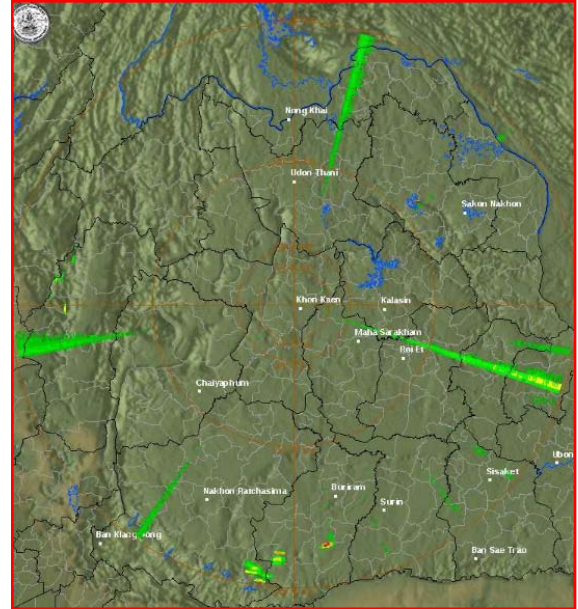 Nong Khai
Udon Thani
Sakon Nakhon
Khon Kaen
Kalasin
Maha Sarakham
Roi Et
Chaiyaphum
Sisaket
Ubon
Nakhon Ratchasima
Buriram
Surin
Ban Sae Trao